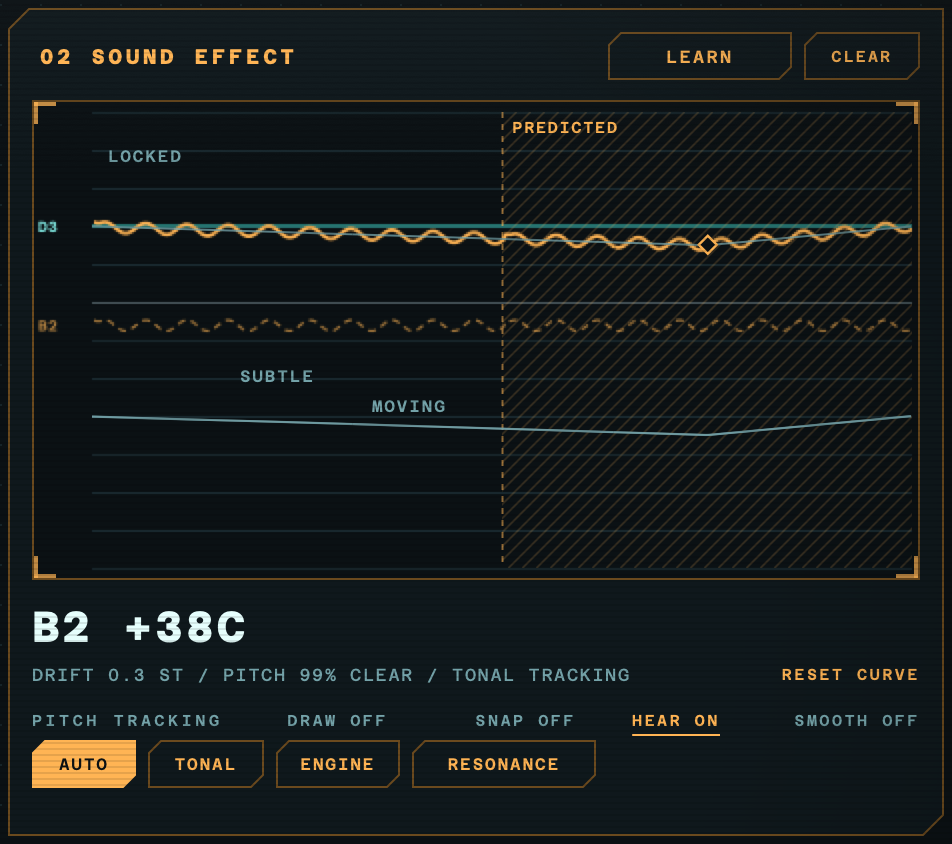 02 SOUND EFFECT
LEARN
CLEAR
PREDICTED
LOCKED
D3
B2
SUBTLE
MOVING
B2 +38C
DRIFT 0.3 ST / PITCH 99% CLEAR / TONAL TRACKING
RESET CURVE
PITCH TRACKING
DRAW OFF
SNAP OFF
HEAR ON
SMOOTH OFF
AUTO
TONAL
ENGINE
RESONANCE